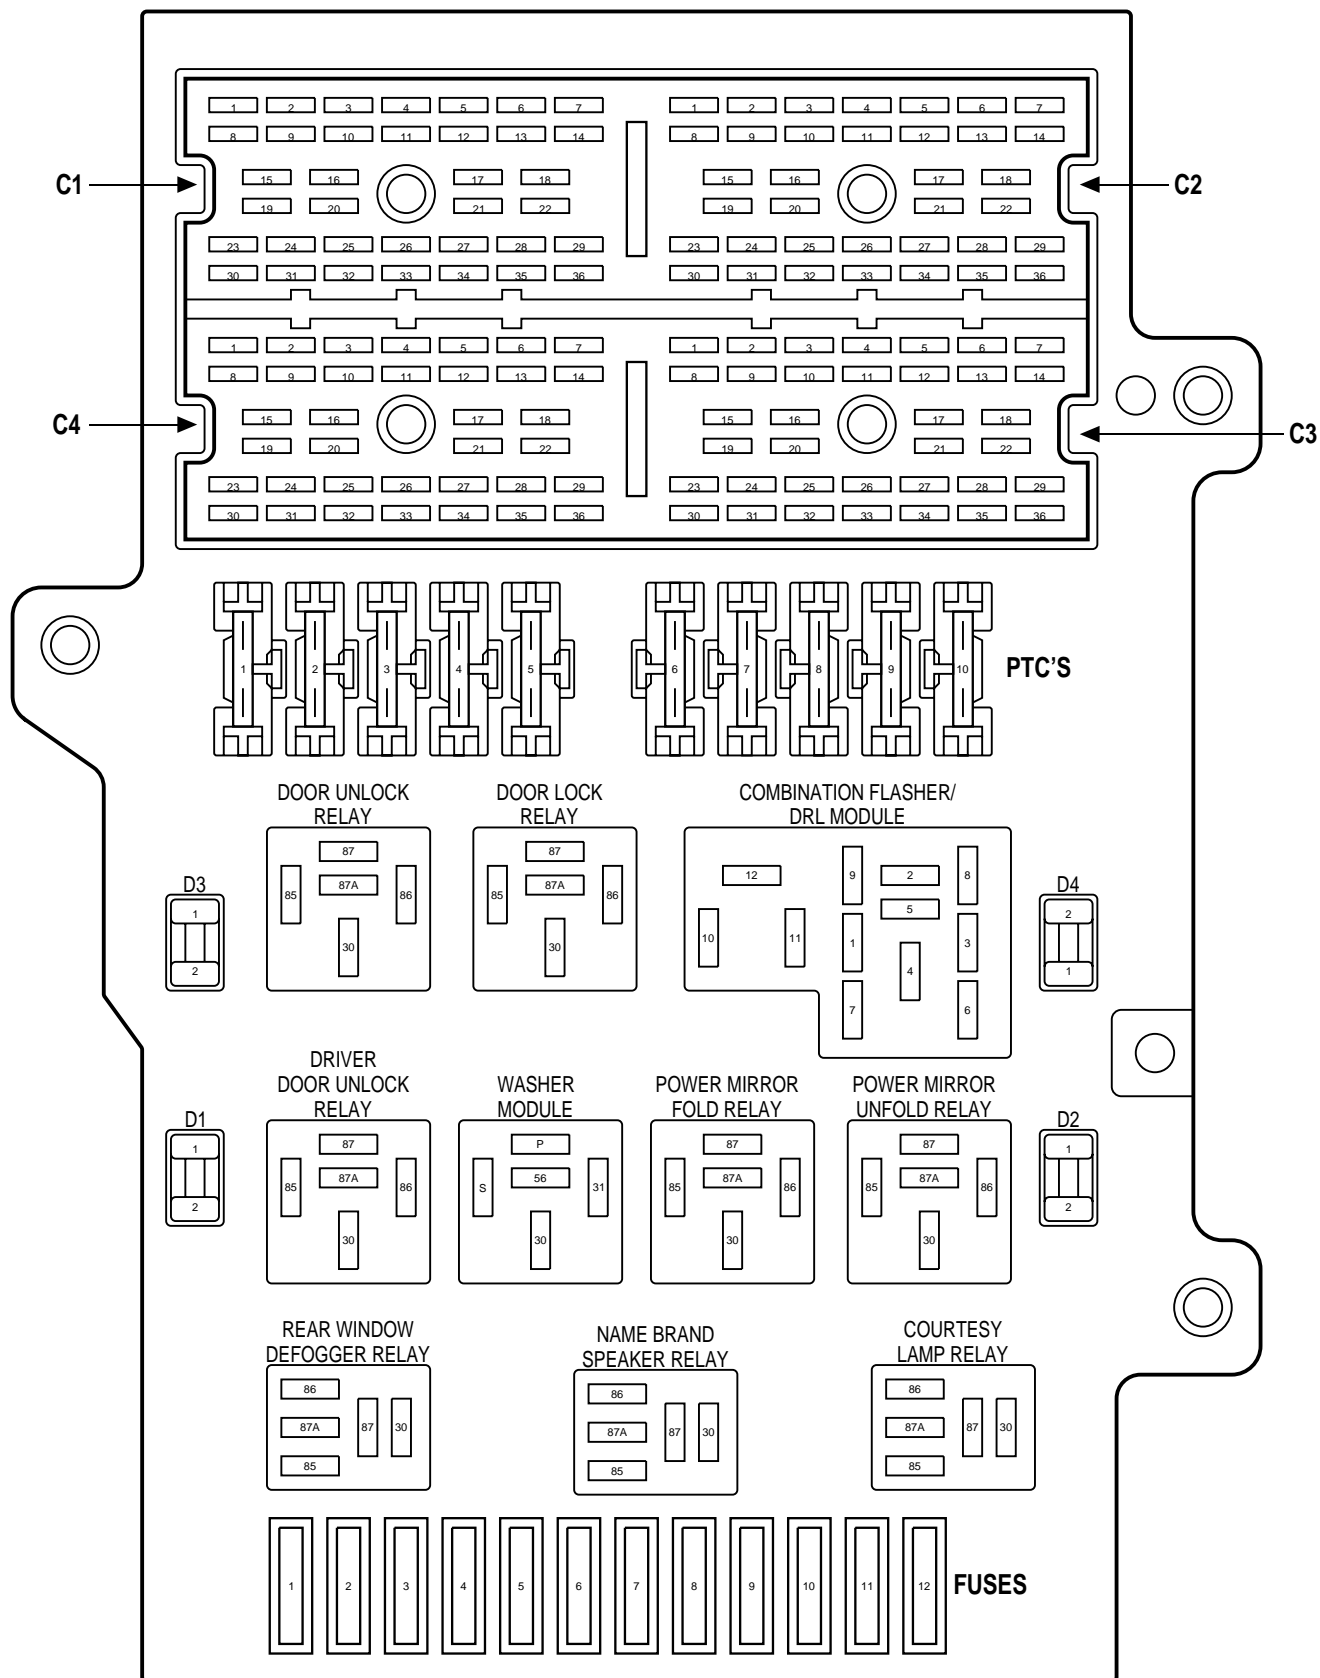 1 2 3 4 5 6 7 1 2 3 4 5 6 7
8 9 10 11 12 13 14 8 9 10 11 12 13 14
C1 15 16 17 18 15 16 17 18 C2
19 20 21 22 19 20 21 22
23 24 25 26 27 28 29 23 24 25 26 27 28 29
30 31 32 33 34 35 36 30 31 32 33 34 35 36
1 2 3 4 5 6 7 1 2 3 4 5 6 7
8 9 10 11 12 13 14 8 9 10 11 12 13 14
C4 15 16 17 18 15 16 17 18 C3
19 20 21 22 19 20 21 22
23 24 25 26 27 28 29 23 24 25 26 27 28 29
30 31 32 33 34 35 36 30 31 32 33 34 35 36
1 2 3 4 5 6 7 8 9 10 PTC'S
DOOR UNLOCK
RELAY
87
85 87A 86
30
DOOR LOCK
RELAY
87
85 87A 86
30
COMBINATION FLASHER/
DRL MODULE
12 9 2 8
5
10 11 1 4 3
7 6
D3
1
2
D4
2
1
DRIVER
DOOR UNLOCK
RELAY
87
85 87A 86
30
WASHER
MODULE
P
S 56 31
30
POWER MIRROR
FOLD RELAY
87
85 87A 86
30
POWER MIRROR
UNFOLD RELAY
87
85 87A 86
30
D1
1
2
D2
1
2
REAR WINDOW
DEFOGGER RELAY
86
87A 87 30
85
NAME BRAND
SPEAKER RELAY
86
87A 87 30
85
COURTESY
LAMP RELAY
86
87A 87 30
85
1 2 3 4 5 6 7 8 9 10 11 12 FUSES